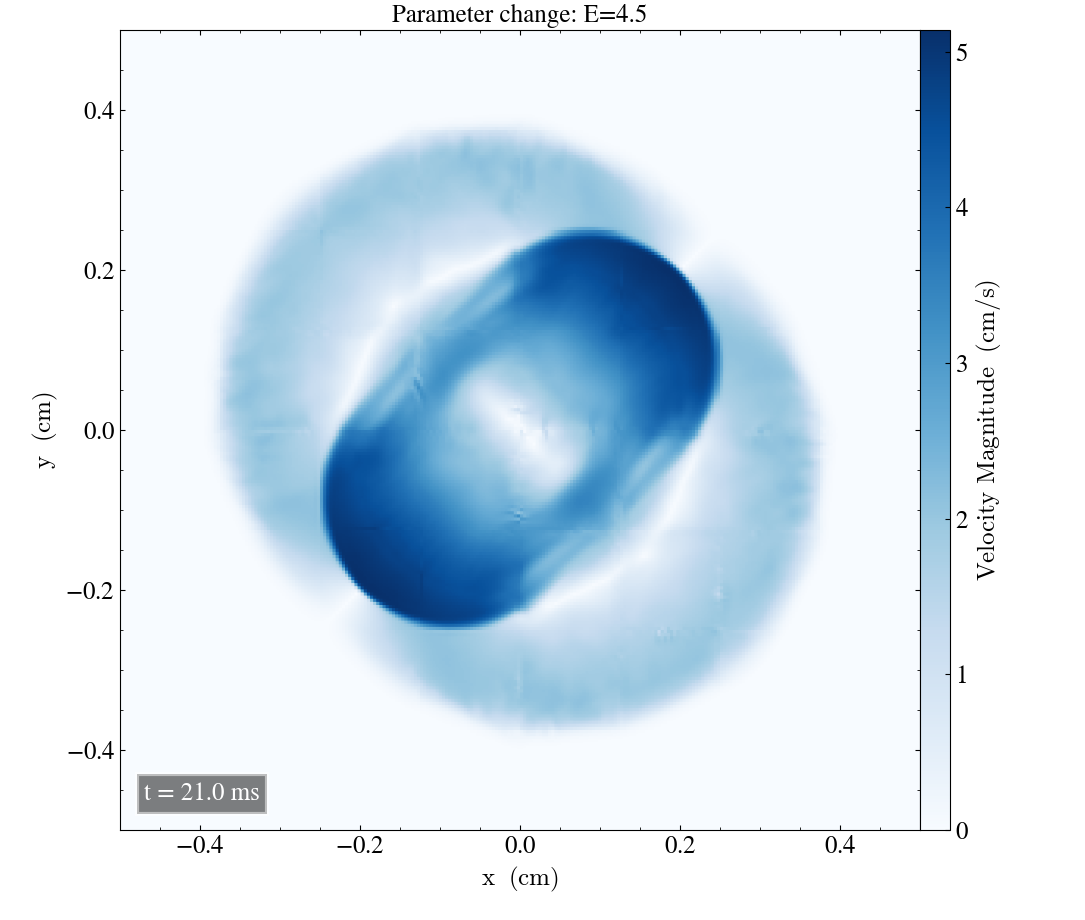 Parameter change: E=4.5
0.4
0.2
0.0
−0.2
−0.4
y (cm)
t = 21.0 ms
−0.4 −0.2 0.0 0.2 0.4
x (cm)
5
4
3
2
1
0
Velocity Magnitude (cm/s)